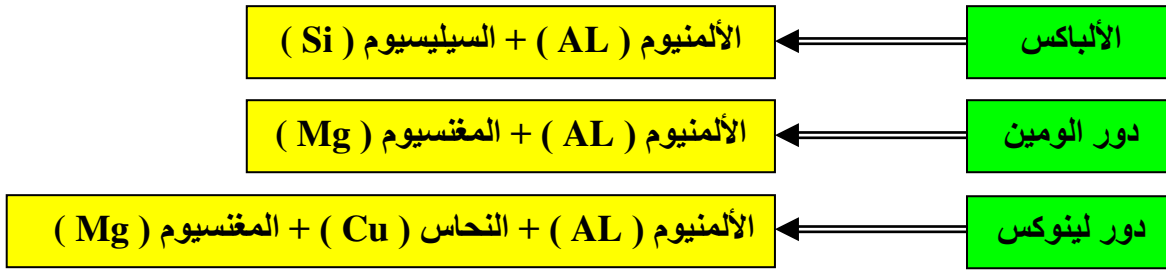 الألباكس
الألمنيوم ( AL ) + السيليسيوم ( Si )
دور الومين
الألمنيوم ( AL ) + المغنسيوم ( Mg )
دور لينوكس
الألمنيوم ( AL ) + النحاس ( Cu ) + المغنسيوم ( Mg )